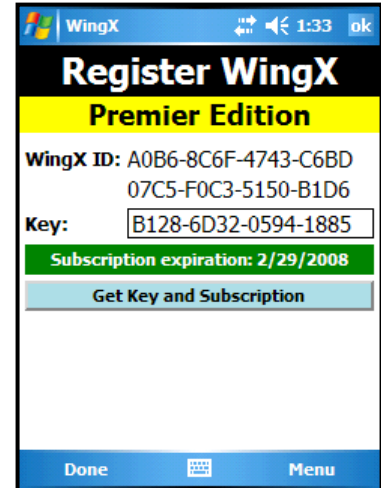 WingX 1:33 ok
Register WingX
Premier Edition
WingX ID: A0B6-8C6F-4743-C6BD
07C5-F0C3-5150-B1D6
Key: B128-6D32-0594-1885
Subscription expiration: 2/29/2008
Get Key and Subscription
Done Menu